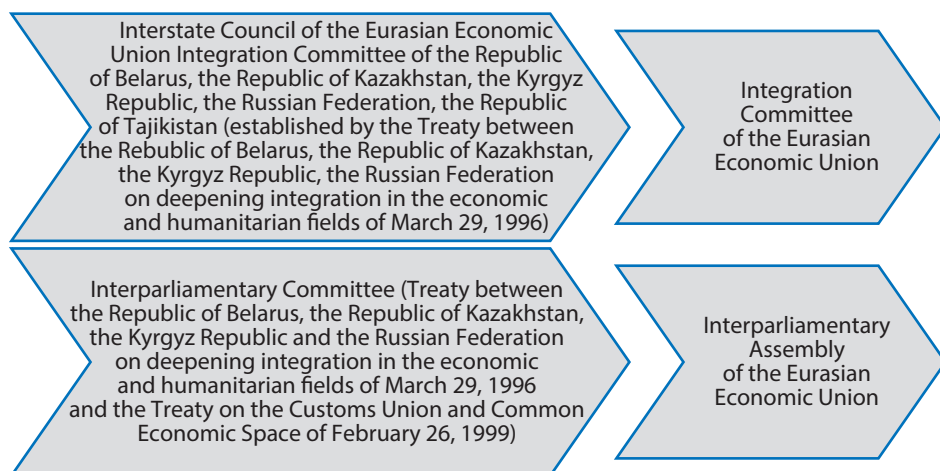 Interstate Council of the Eurasian Economic
Union Integration Committee of the Republic
of Belarus, the Republic of Kazakhstan, the Kyrgyz
Republic, the Russian Federation, the Republic
of Tajikistan (established by the Treaty between
the Rebublic of Belarus, the Republic of Kazakhstan,
the Kyrgyz Republic, the Russian Federation
on deepening integration in the economic
and humanitarian fields of March 29, 1996)
Integration
Committee
of the Eurasian
Economic Union
Interparliamentary Committee (Treaty between
the Republic of Belarus, the Republic of Kazakhstan,
the Kyrgyz Republic and the Russian Federation
on deepening integration in the economic
and humanitarian fields of March 29, 1996
and the Treaty on the Customs Union and Common
Economic Space of February 26, 1999)
Interparliamentary
Assembly
of the Eurasian
Economic Union